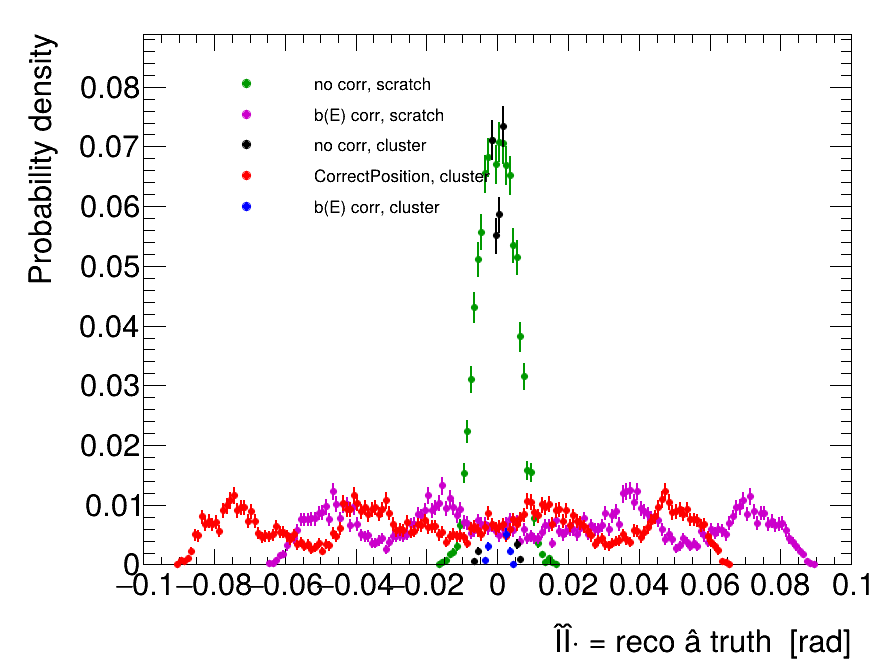 Probability density
no corr, scratch
b(E) corr, scratch
no corr, cluster
CorrectPosition, cluster
b(E) corr, cluster
0.08
0.07
0.06
0.05
0.04
0.03
0.02
0.01
0
−0.1 −0.08 −0.06 −0.04 −0.02 0 0.02 0.04 0.06 0.08 0.1
ÎÎ· = reco â truth [rad]